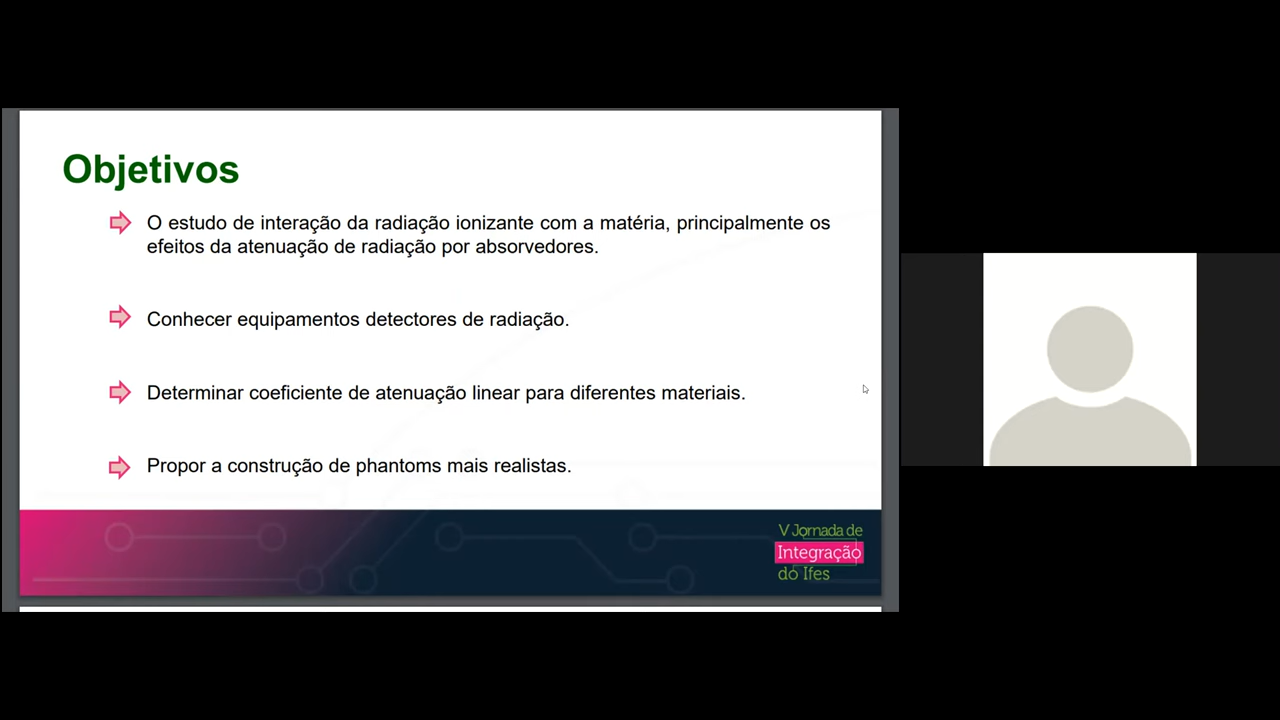 Objetivos
O estudo de interação da radiação ionizante com a matéria, principalmente os
efeitos da atenuação de radiação por absorvedores.
Conhecer equipamentos detectores de radiação.
Determinar coeficiente de atenuação linear para diferentes materiais.
Propor a construção de phantoms mais realistas.
V Jornada de
Integração
do Ifes